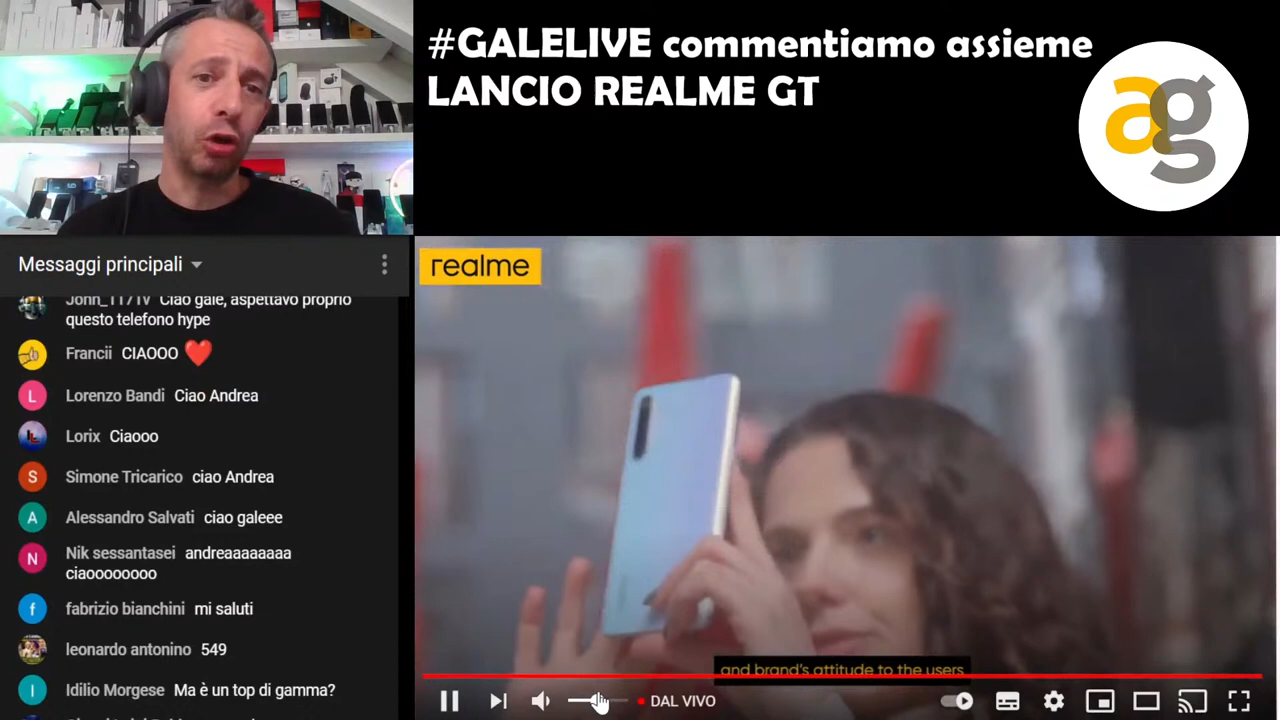 #GALELIVE commentiamo assieme
LANCIO REALME GT
ag
Messaggi principali
John_117IV Ciao gale, aspettavo proprio
questo telefono hype
Francii CIAOOO ❤️
L Lorenzo Bandi Ciao Andrea
Lorix Ciaooo
S Simone Tricarico ciao Andrea
A Alessandro Salvati ciao galeee
N Nik sessantasei andreaaaaaaaa
ciaoooooooo
f fabrizio bianchini mi saluti
leonardo antonino 549
I Idilio Morgese Ma è un top di gamma?
realme
and brand's attitude to the users
DAL VIVO